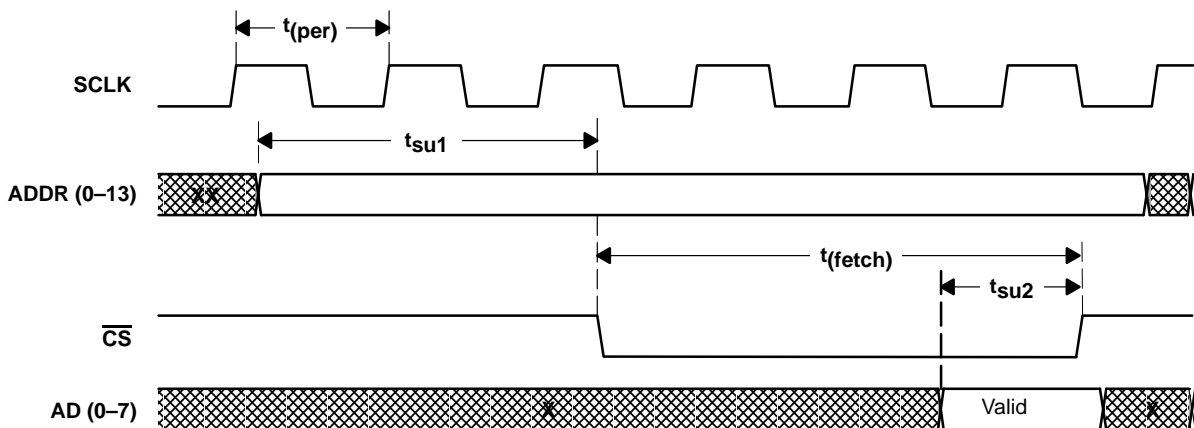 t(per)
SCLK
tsu1
ADDR (0–13)
XX
t(fetch)
tsu2
CS
AD (0–7)
X
Valid
X